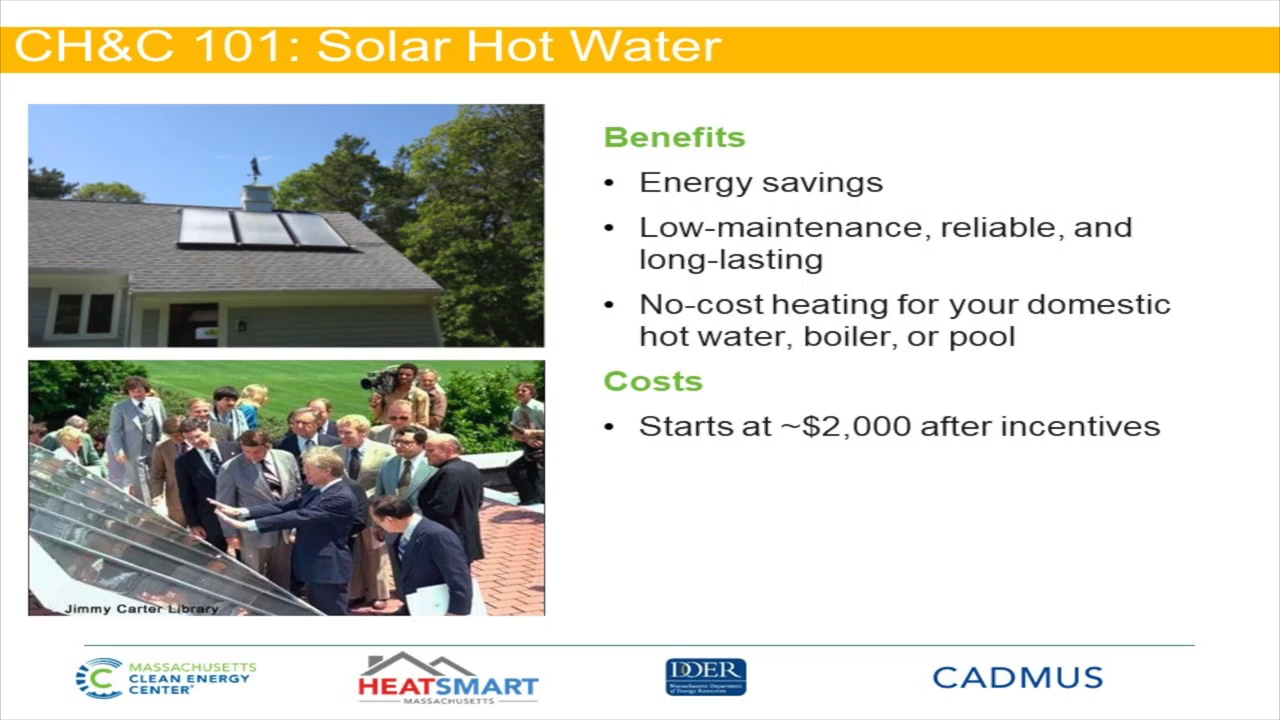 CH&C 101: Solar Hot Water
Benefits
• Energy savings
• Low-maintenance, reliable, and
long-lasting
• No-cost heating for your domestic
hot water, boiler, or pool
Costs
• Starts at ~$2,000 after incentives
Jimmy Carter Library
MASSACHUSETTS
CLEAN ENERGY
CENTER
HEATSMART
MASSACHUSETTS
DOER
Massachusetts Department
of Energy Resources
CADMUS